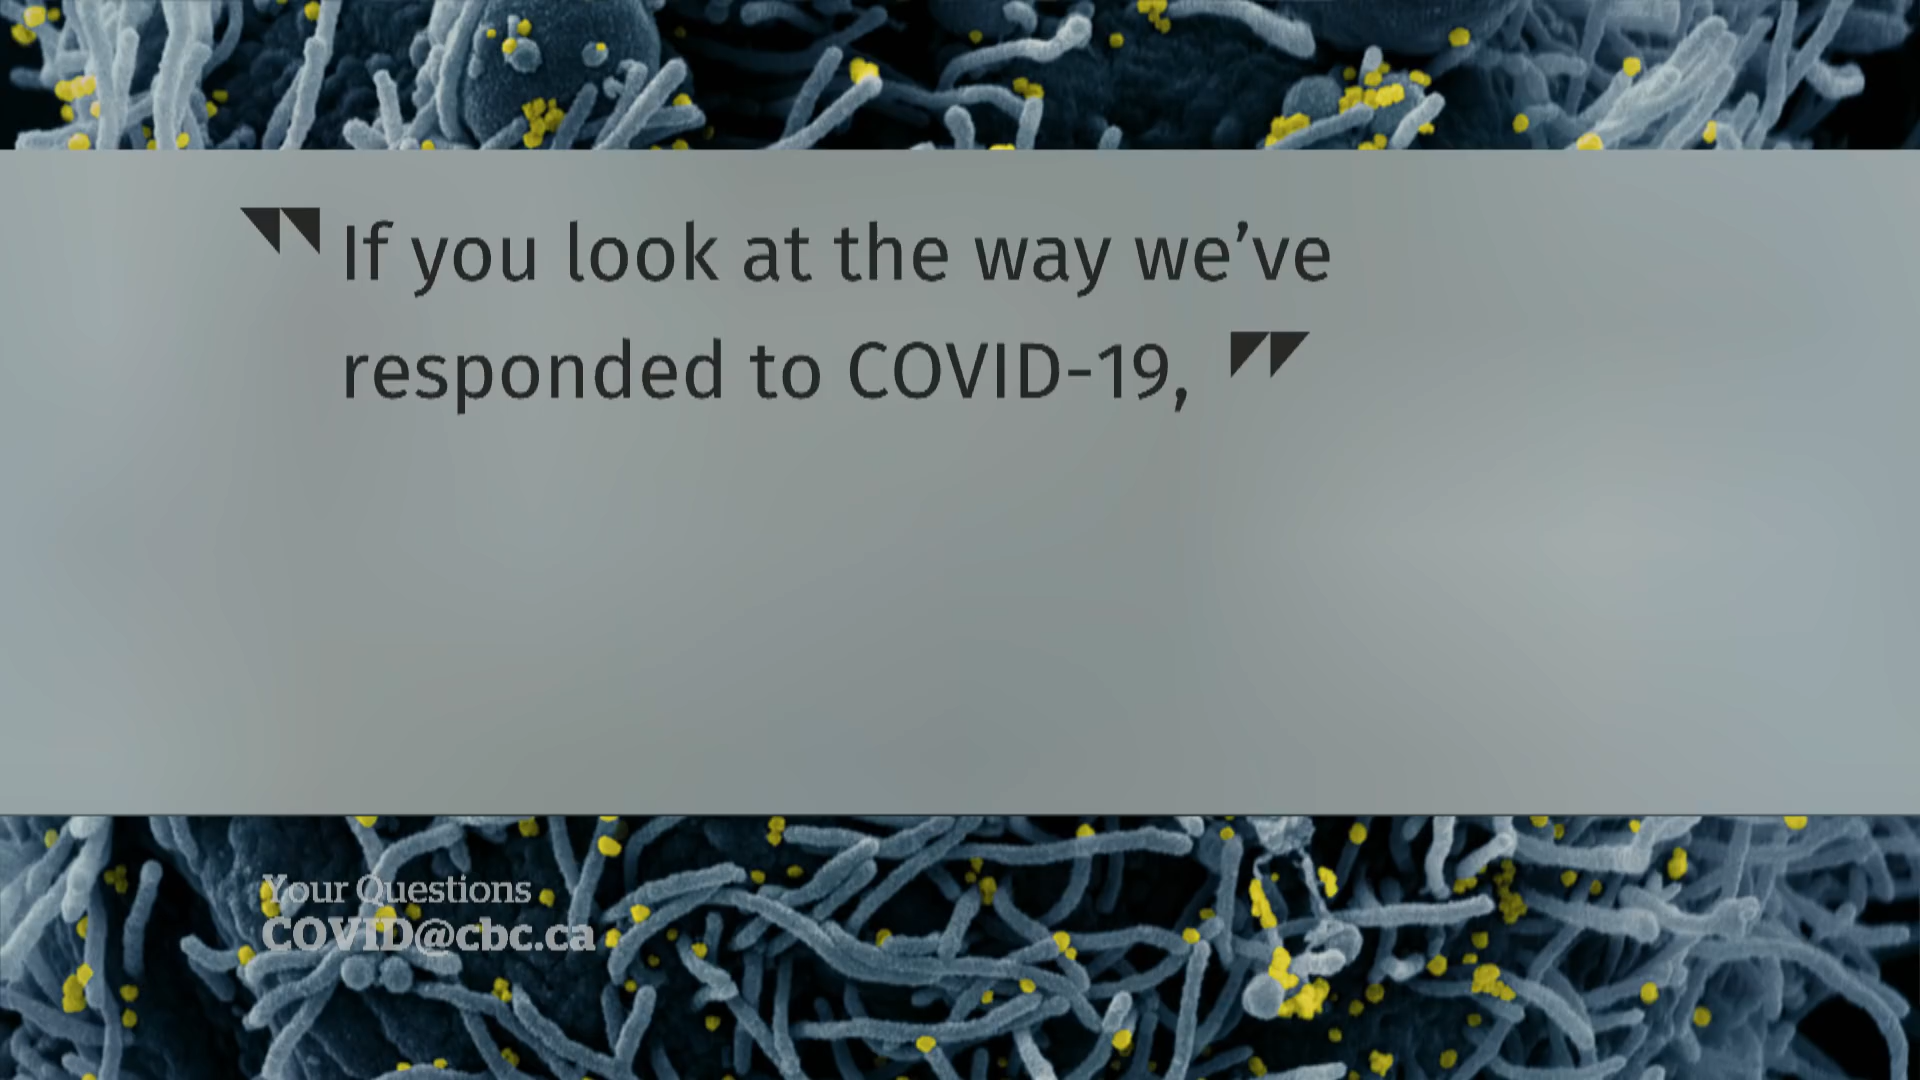 "If you look at the way we’ve
responded to COVID-19,"
Your Questions
COVID@cbc.ca